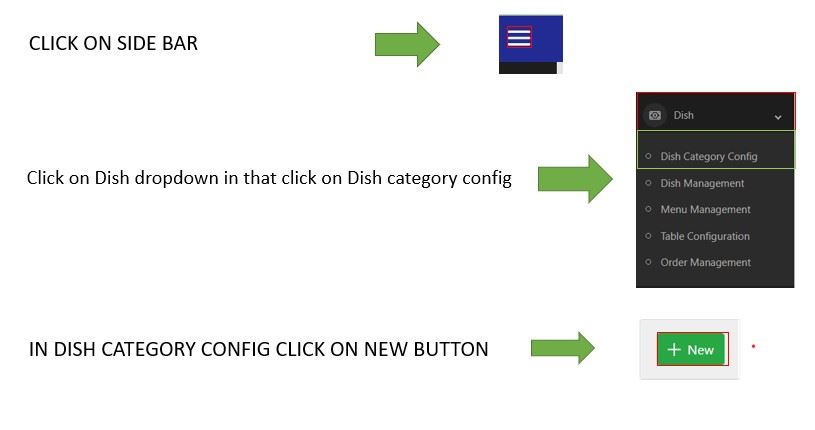 CLICK ON SIDE BAR
Dish
Click on Dish dropdown in that click on Dish category config
Dish Category Config
Dish Management
Menu Management
Table Configuration
Order Management
IN DISH CATEGORY CONFIG CLICK ON NEW BUTTON
+ New